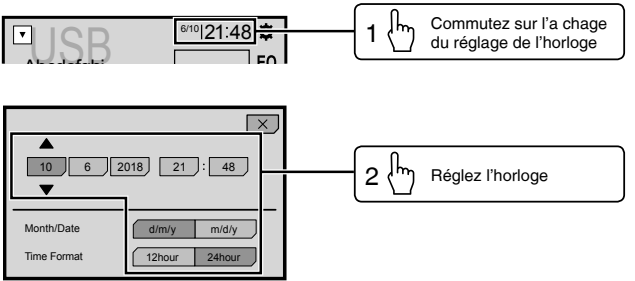 USB
6/10 21:48
1
Commutez sur l'a chage
du réglage de l'horloge
10 6 2018 21 : 48
2
Réglez l'horloge
Month/Date d/m/y m/d/y
Time Format 12hour 24hour